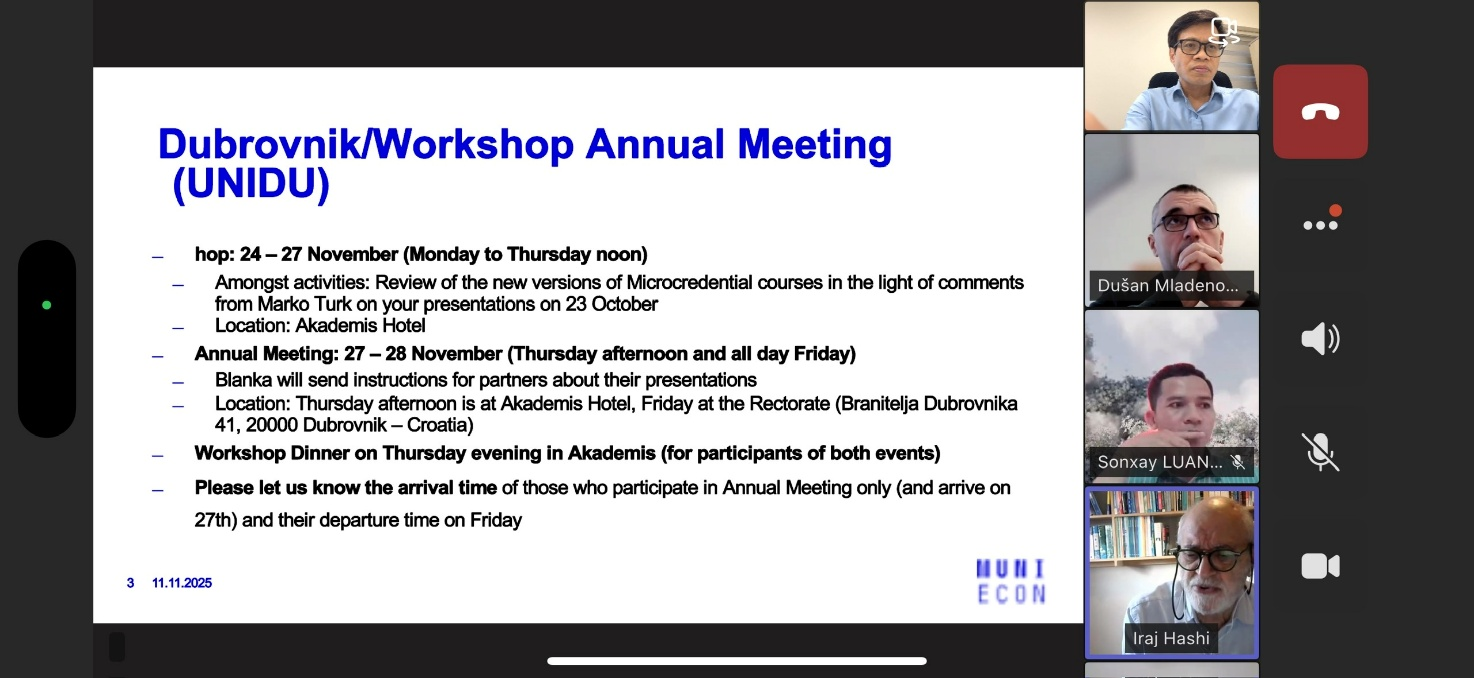 Dubrovnik/Workshop Annual Meeting
(UNIDU)
– hop: 24 – 27 November (Monday to Thursday noon)
– Amongst activities: Review of the new versions of Microcredential courses in the light of comments
from Marko Turk on your presentations on 23 October
– Location: Akademis Hotel
– Annual Meeting: 27 – 28 November (Thursday afternoon and all day Friday)
– Blanka will send instructions for partners about their presentations
– Location: Thursday afternoon is at Akademis Hotel, Friday at the Rectorate (Branitelja Dubrovnika
41, 20000 Dubrovnik – Croatia)
– Workshop Dinner on Thursday evening in Akademis (for participants of both events)
– Please let us know the arrival time of those who participate in Annual Meeting only (and arrive on
27th) and their departure time on Friday
3 11.11.2025
MUNI
ECON
Dušan Mladeno...
Sonxay LUAN...
Iraj Hashi